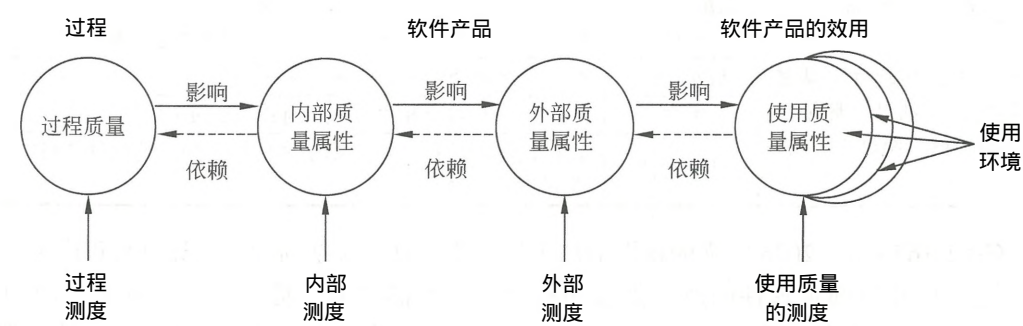 过程
软件产品
软件产品的效用
过程质量
影响
依赖
内部质
量属性
影响
依赖
外部质
量属性
影响
依赖
使用质
量属性
使用
环境
过程
测度
内部
测度
外部
测度
使用质量
的测度